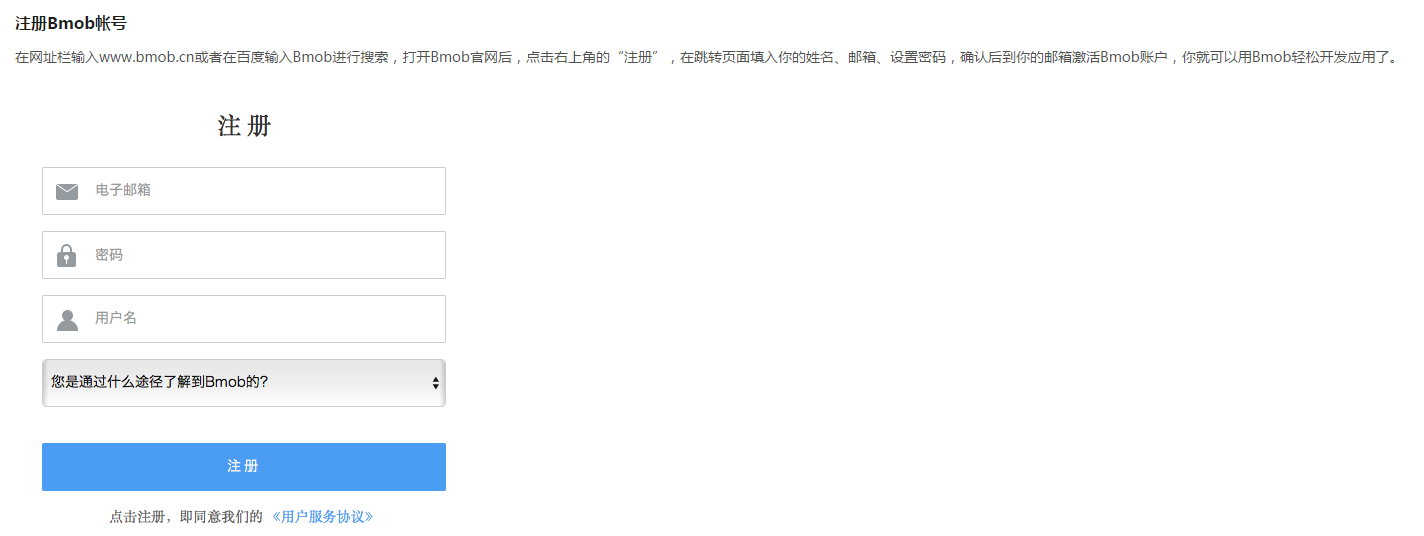 注册Bmob帐号
在网址栏输入www.bmob.cn或者在百度输入Bmob进行搜索，打开Bmob官网后，点击右上角的“注册”，在跳转页面填入你的姓名、邮箱、设置密码，确认后到你的邮箱激活Bmob账户，你就可以用Bmob轻松开发应用了。
注 册
电子邮箱
密码
用户名
您是通过什么途径了解到Bmob的?
注 册
点击注册，即同意我们的 《用户服务协议》